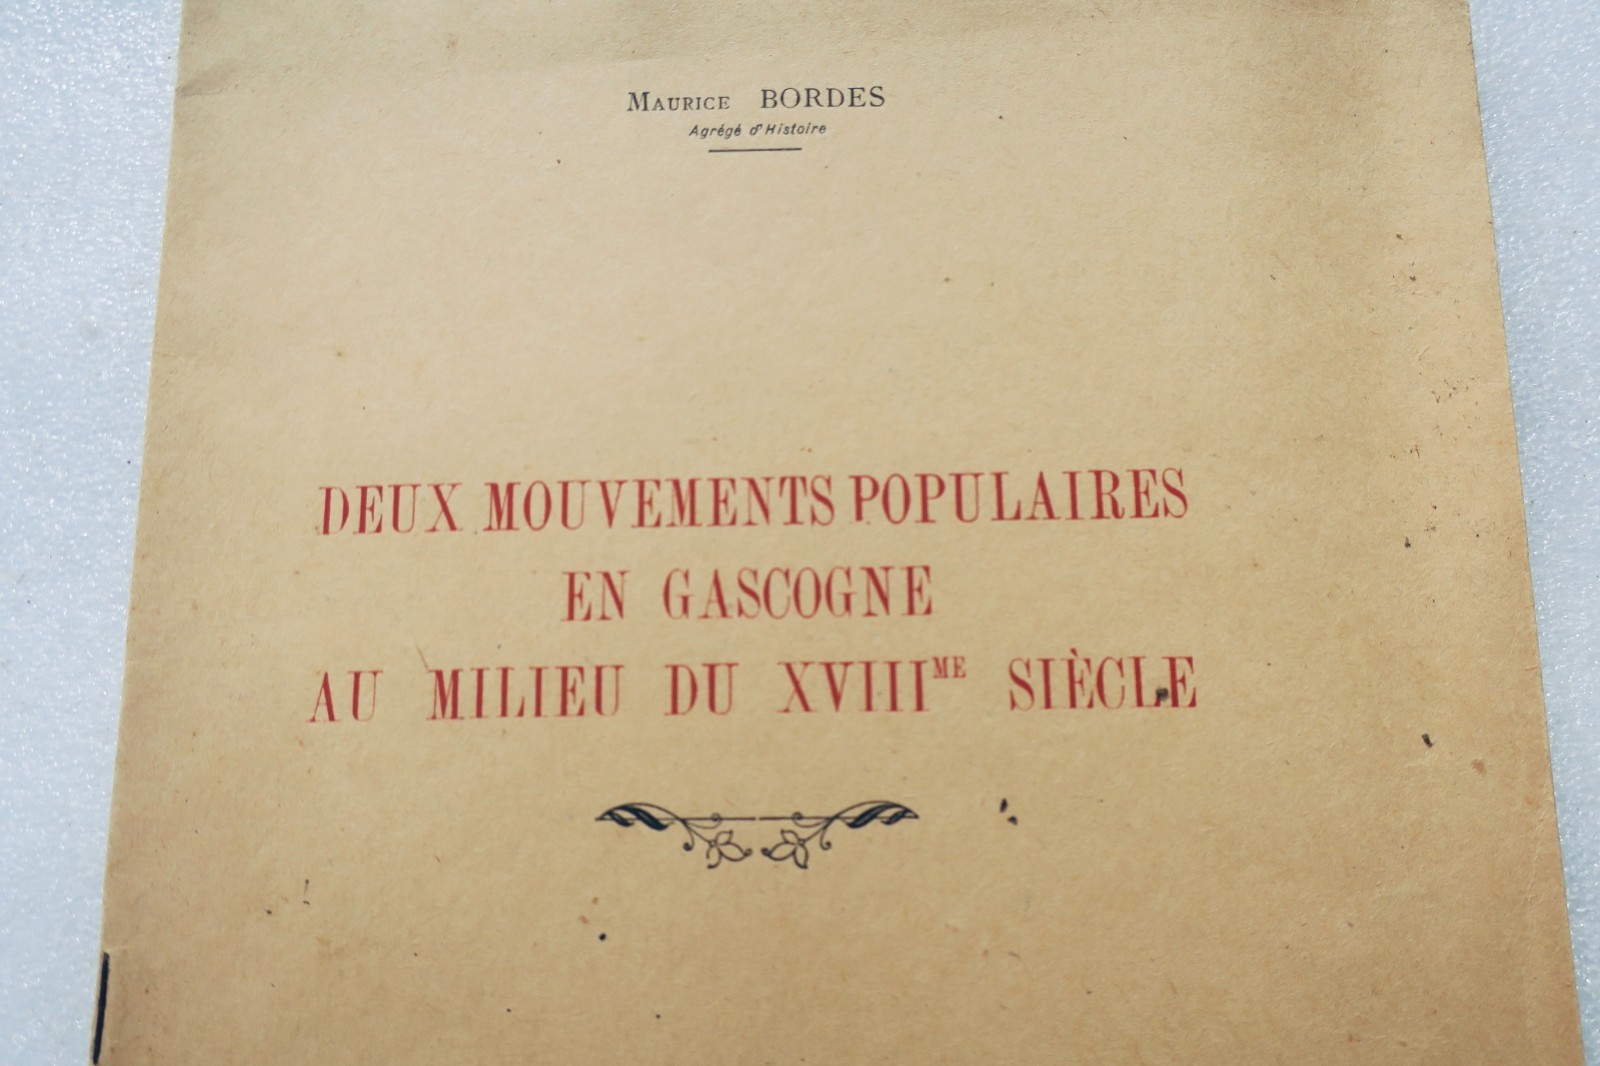 Maurice BORDES
Agrégé d'Histoire
DEUX MOUVEMENTS POPULAIRES
EN GASCOGNE
AU MILIEU DU XVIIIME SIÈCLE